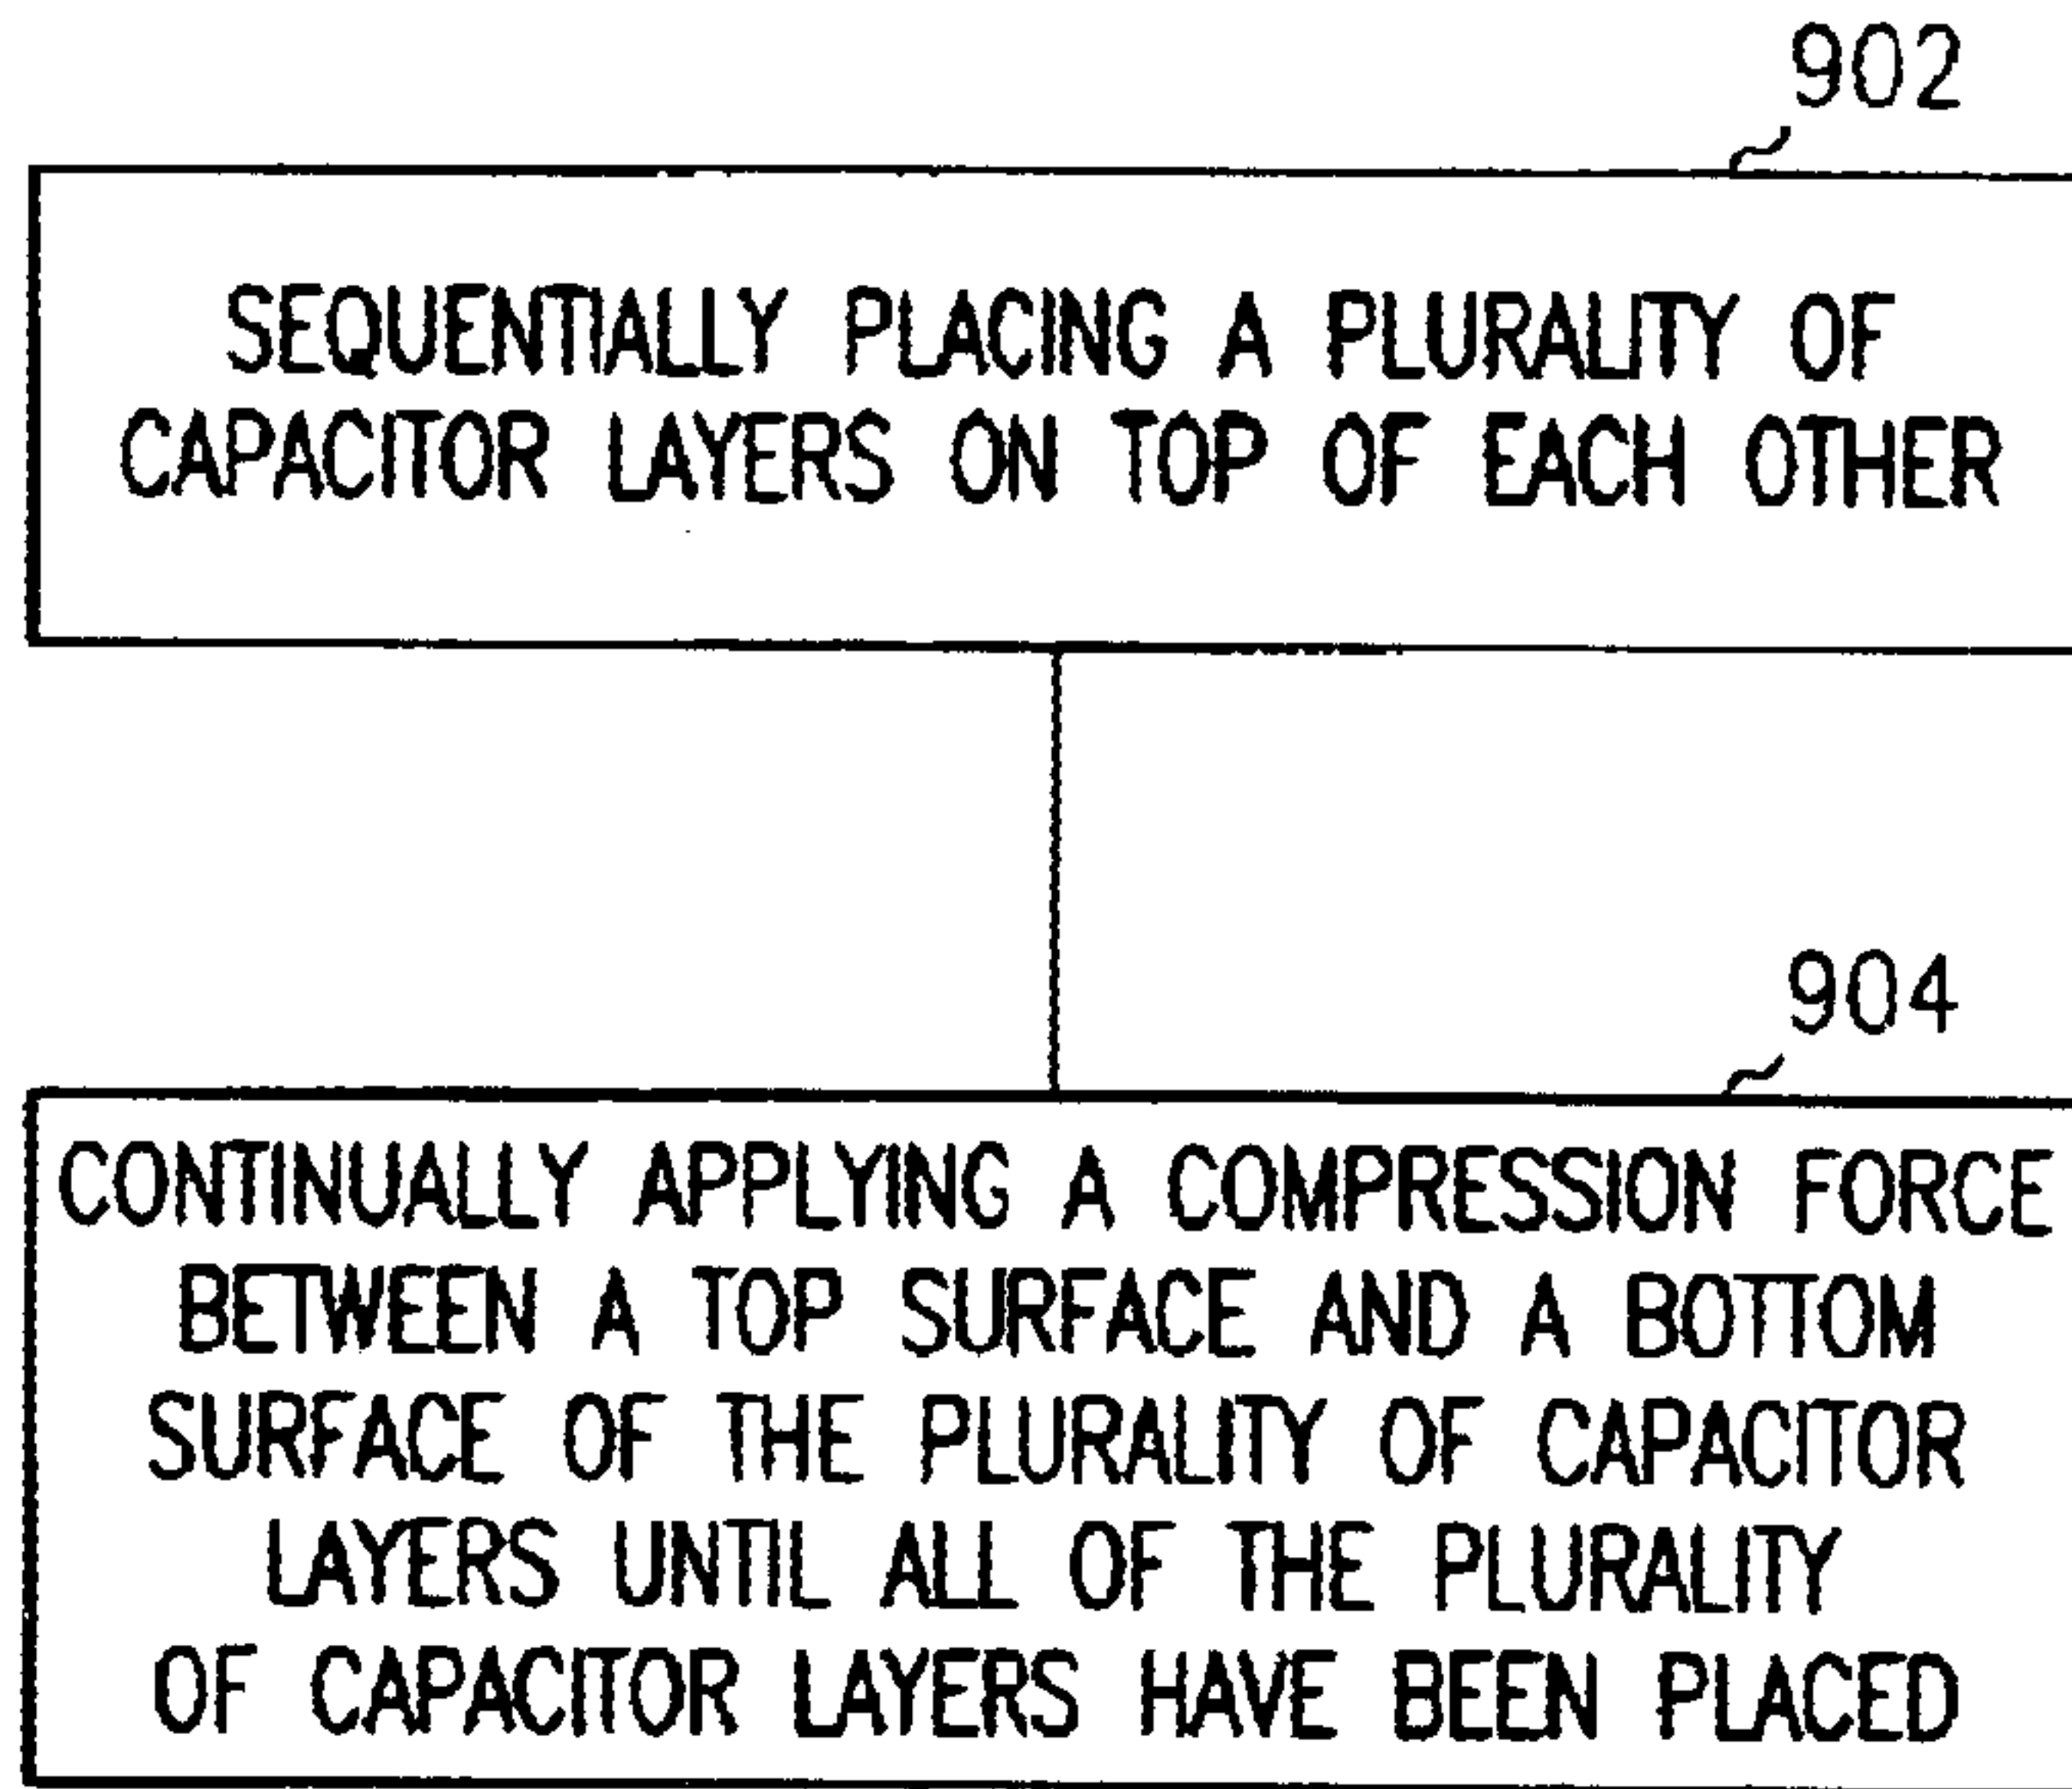 902
SEQUENTIALLY PLACING A PLURALITY OF
CAPACITOR LAYERS ON TOP OF EACH OTHER
904
CONTINUALLY APPLYING A COMPRESSION FORCE
BETWEEN A TOP SURFACE AND A BOTTOM
SURFACE OF THE PLURALITY OF CAPACITOR
LAYERS UNTIL ALL OF THE PLURALITY
OF CAPACITOR LAYERS HAVE BEEN PLACED